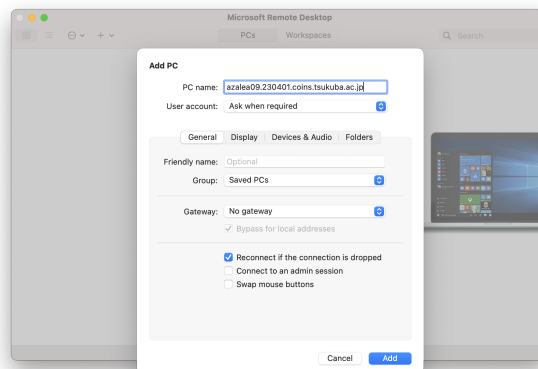 Microsoft Remote Desktop
PCs Workspaces Search
Add PC
PC name: azalea09.230401.coins.tsukuba.ac.jp
User account: Ask when required
General Display Devices & Audio Folders
Friendly name: Optional
Group: Saved PCs
Gateway: No gateway
Bypass for local addresses
Reconnect if the connection is dropped
Connect to an admin session
Swap mouse buttons
Cancel Add